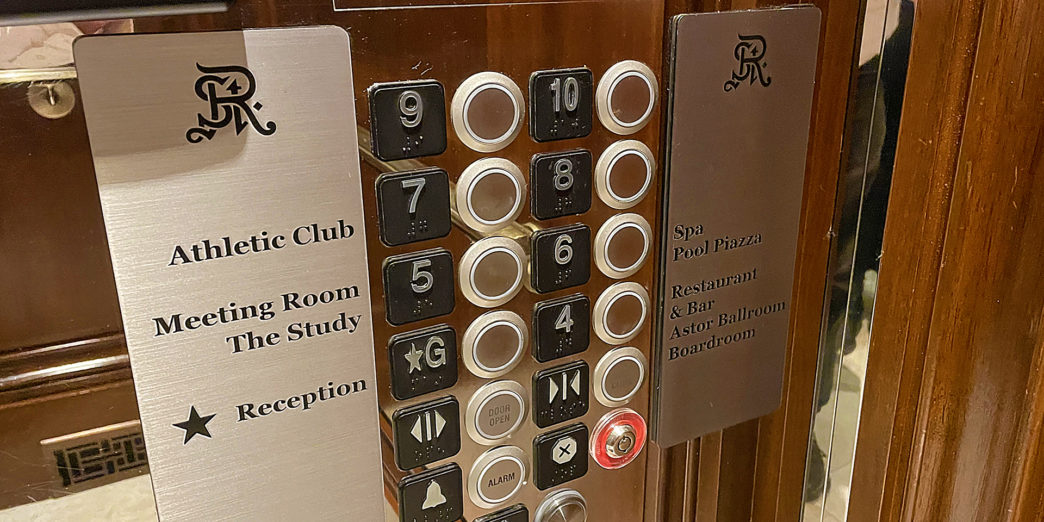 R
Athletic Club
Meeting Room
The Study
★ Reception
9
10
7
8
5
6
★G
4
DOOR
OPEN
ALARM
R
Spa
Pool Piazza
Restaurant
& Bar
Astor Ballroom
Boardroom